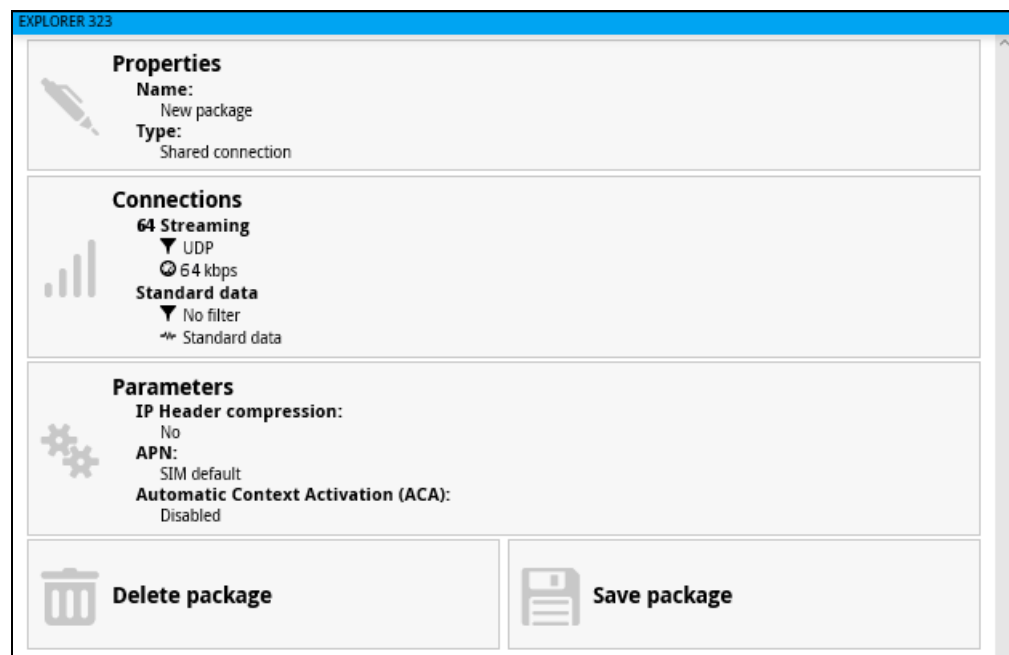 EXPLORER 323
Properties
Name:
New package
Type:
Shared connection
Connections
64 Streaming
UDP
64 kbps
Standard data
No filter
Standard data
Parameters
IP Header compression:
No
APN:
SIM default
Automatic Context Activation (ACA):
Disabled
Delete package
Save package